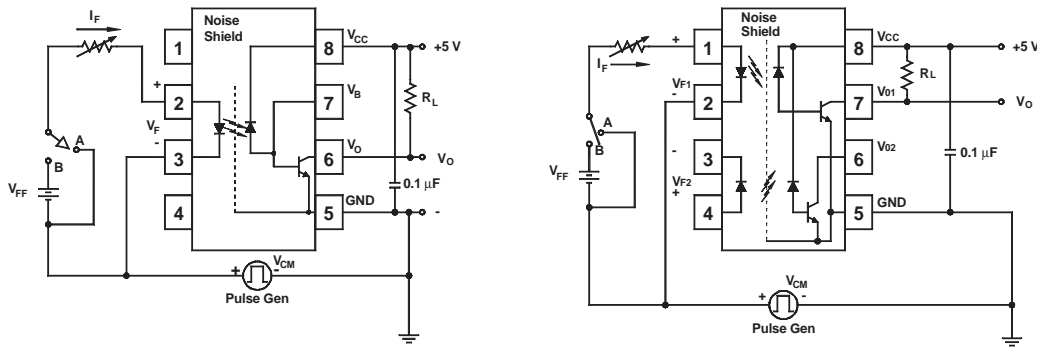 I_F
Noise
Shield
1
8
V_CC
+5 V
+
2
7
V_B
R_L
V_F
-
3
6
V_O
V_O
A
B
V_FF
0.1 µF
4
5
GND
-
+
V_CM
-
Pulse Gen
Noise
Shield
+
1
8
VCC
+5 V
I_F
V_F1
-
2
7
V_01
R_L
V_O
A
B
-
3
6
V_02
V_FF
V_F2
+
4
5
GND
0.1 µF
V_CM
+
-
Pulse Gen